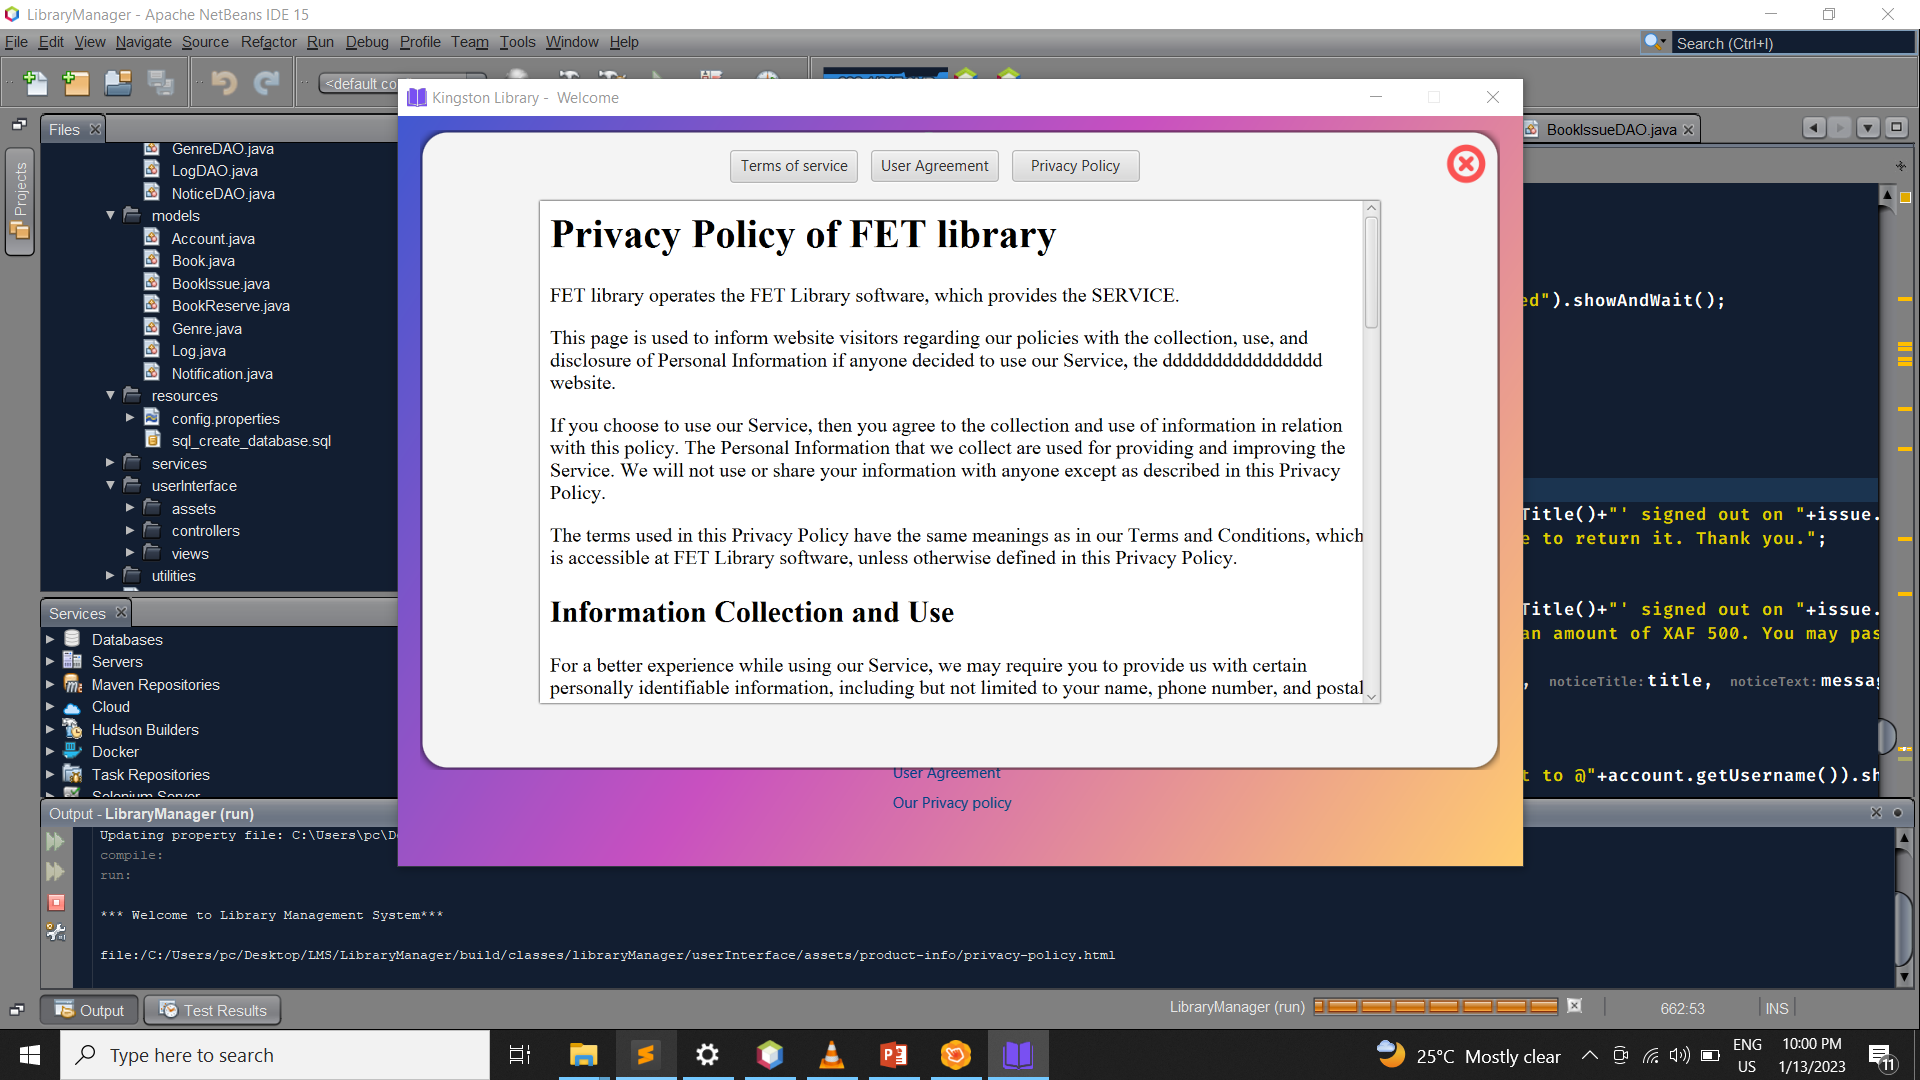 LibraryManager - Apache NetBeans IDE 15
File Edit View Navigate Source Refactor Run Debug Profile Team Tools Window Help
Search (Ctrl+I)
<default co
Kingston Library - Welcome
Files
BookIssueDAO.java
Projects
GenreDAO.java
LogDAO.java
NoticeDAO.java
models
Account.java
Book.java
BookIssue.java
BookReserve.java
Genre.java
Log.java
Notification.java
resources
config.properties
sql_create_database.sql
services
userInterface
assets
controllers
views
utilities
Terms of service
User Agreement
Privacy Policy
Privacy Policy of FET library
FET library operates the FET Library software, which provides the SERVICE.
This page is used to inform website visitors regarding our policies with the collection, use, and
disclosure of Personal Information if anyone decided to use our Service, the dddddddddddddddd
website.
If you choose to use our Service, then you agree to the collection and use of information in relation
with this policy. The Personal Information that we collect are used for providing and improving the
Service. We will not use or share your information with anyone except as described in this Privacy
Policy.
The terms used in this Privacy Policy have the same meanings as in our Terms and Conditions, which
is accessible at FET Library software, unless otherwise defined in this Privacy Policy.
Information Collection and Use
For a better experience while using our Service, we may require you to provide us with certain
personally identifiable information, including but not limited to your name, phone number, and postal
User Agreement
Our Privacy policy
ed").showAndWait();
Title()+"' signed out on "+issue.
e to return it. Thank you.";
Title()+"' signed out on "+issue.
an amount of XAF 500. You may pas
, noticeTitle: title, noticeText: messag
t to @"+account.getUsername()).sh
Services
Databases
Servers
Maven Repositories
Cloud
Hudson Builders
Docker
Task Repositories
Selenium Server
Output - LibraryManager (run)
Updating property file: C:\Users\pc\De
compile:
run:
*** Welcome to Library Management System***
file:/C:/Users/pc/Desktop/LMS/LibraryManager/build/classes/libraryManager/userInterface/assets/product-info/privacy-policy.html
Output
Test Results
LibraryManager (run)
662:53
INS
Type here to search
25°C Mostly clear
ENG
US
10:00 PM
1/13/2023
11